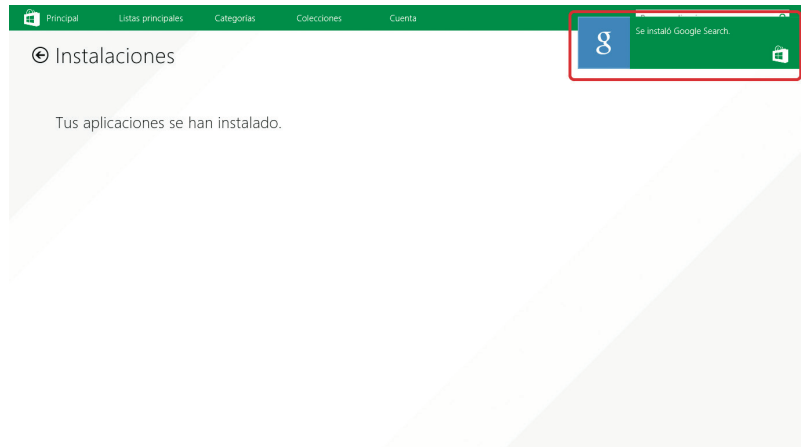 Principal Listas principales Categorías Colecciones Cuenta
g
Se instaló Google Search.
Instalaciones
Tus aplicaciones se han instalado.